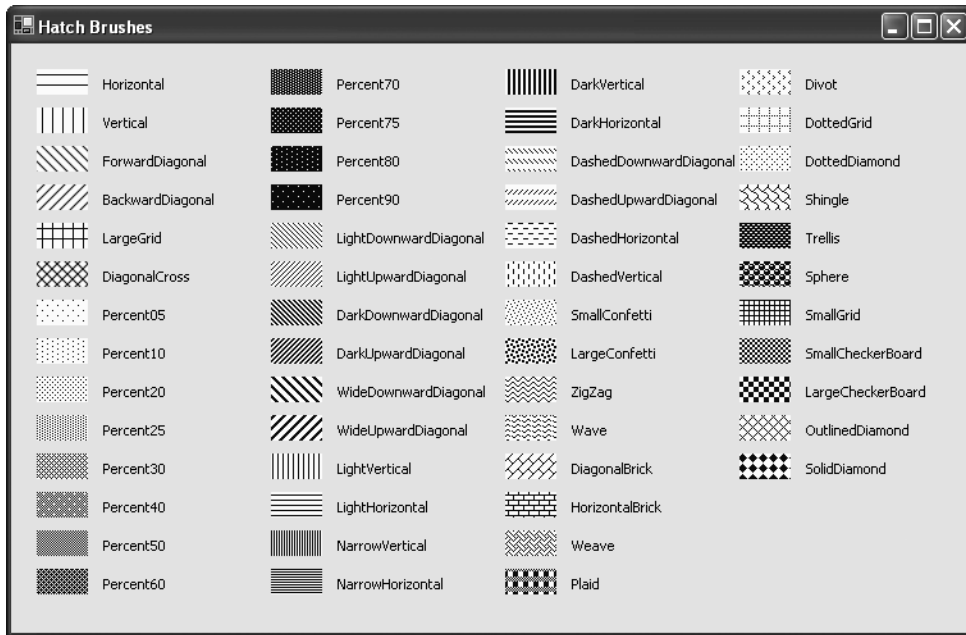 Hatch Brushes
Horizontal
Vertical
ForwardDiagonal
BackwardDiagonal
LargeGrid
DiagonalCross
Percent05
Percent10
Percent20
Percent25
Percent30
Percent40
Percent50
Percent60
Percent70
Percent75
Percent80
Percent90
LightDownwardDiagonal
LightUpwardDiagonal
DarkDownwardDiagonal
DarkUpwardDiagonal
WideDownwardDiagonal
WideUpwardDiagonal
LightVertical
LightHorizontal
NarrowVertical
NarrowHorizontal
DarkVertical
DarkHorizontal
DashedDownwardDiagonal
DashedUpwardDiagonal
DashedHorizontal
DashedVertical
SmallConfetti
LargeConfetti
ZigZag
Wave
DiagonalBrick
HorizontalBrick
Weave
Plaid
Divot
DottedGrid
DottedDiamond
Shingle
Trellis
Sphere
SmallGrid
SmallCheckerBoard
LargeCheckerBoard
OutlinedDiamond
SolidDiamond